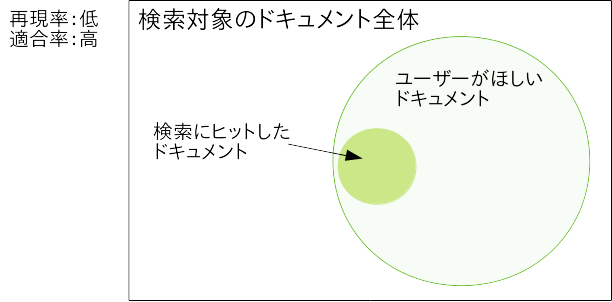 再現率：低
適合率：高
検索対象のドキュメント全体
ユーザーがほしい
ドキュメント
検索にヒットした
ドキュメント